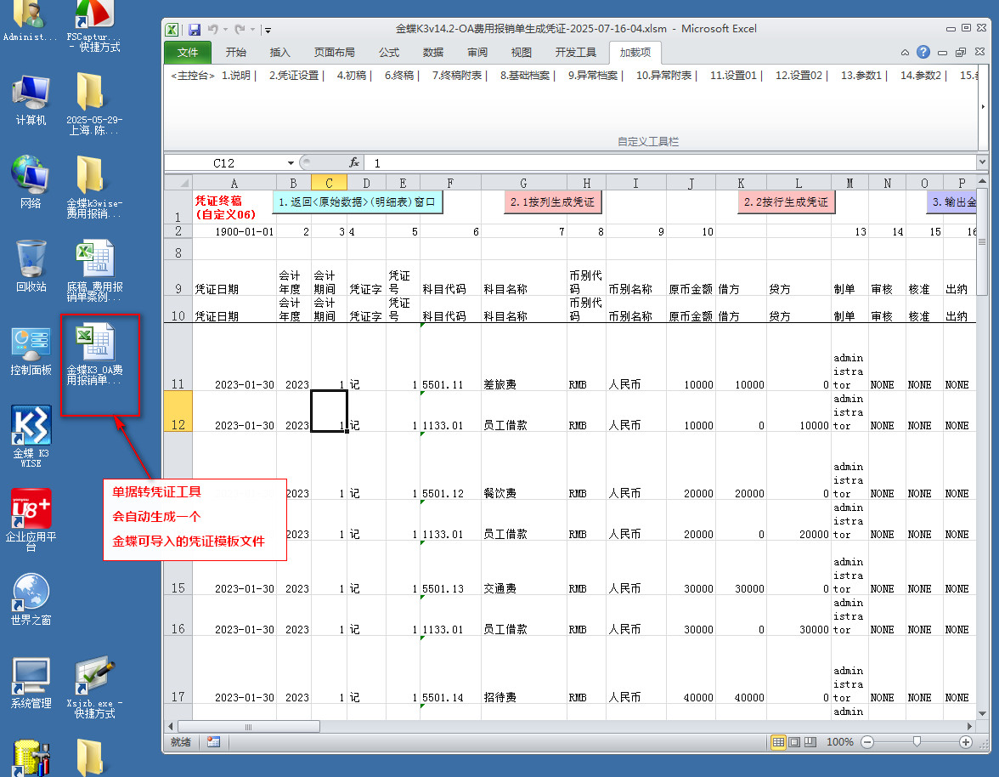 Administ...
FSCaptur...
- 快捷方式
计算机
2025-05-29-
上海.陈...
网络
金蝶k3wise-
费用报销...
回收站
底稿_费用报
销单案例...
控制面板
金蝶K3_OA费
用报销单...
金蝶 K3
WISE
企业应用平
台
世界之窗
系统管理
Xsjzb.exe -
快捷方式
单据转凭证工具
会自动生成一个
金蝶可导入的凭证模板文件
金蝶K3v14.2-OA费用报销单生成凭证-2025-07-16-04.xlsm - Microsoft Excel
文件 开始 插入 页面布局 公式 数据 审阅 视图 开发工具 加载项
<主控台> 1.说明| 2.凭证设置| 4.初稿| 6.终稿| 7.终稿附表| 8.基础档案| 9.异常档案| 10.异常附表| 11.设置01| 12.设置02| 13.参数1| 14.参数2| 15.
自定义工具栏
C12 fx 1
A B C D E F G H I J K L M N O P
1 凭证终稿
(自定义06)
1.返回<原始数据>(明细表)窗口 2.1按列生成凭证 2.2按行生成凭证 3.输出金
2 1900-01-01 2 3 4 5 6 7 8 9 10 13 14 15 16
8
9 凭证日期 会计年度 会计期间 凭证字 凭证号 科目代码 科目名称 币别代码 币别名称 原币金额 借方 贷方 制单 审核 核准 出纳
10 凭证日期 会计年度 会计期间 凭证字 凭证号 科目代码 科目名称 币别代码 币别名称 原币金额 借方 贷方 制单 审核 核准 出纳
11 2023-01-30 2023 1 记 1 5501.11 差旅费 RMB 人民币 10000 10000 0 administrator NONE NONE NONE
12 2023-01-30 2023 1 记 1 1133.01 员工借款 RMB 人民币 10000 0 10000 administrator NONE NONE NONE
2023 1 记 1 5501.12 餐饮费 RMB 人民币 20000 20000 0 administrator NONE NONE NONE
2023 1 记 1 1133.01 员工借款 RMB 人民币 20000 0 20000 administrator NONE NONE NONE
15 2023-01-30 2023 1 记 1 5501.13 交通费 RMB 人民币 30000 30000 0 administrator NONE NONE NONE
16 2023-01-30 2023 1 记 1 1133.01 员工借款 RMB 人民币 30000 0 30000 administrator NONE NONE NONE
17 2023-01-30 2023 1 记 1 5501.14 招待费 RMB 人民币 40000 40000 0 administrator NONE NONE NONE
admin
就绪 100%